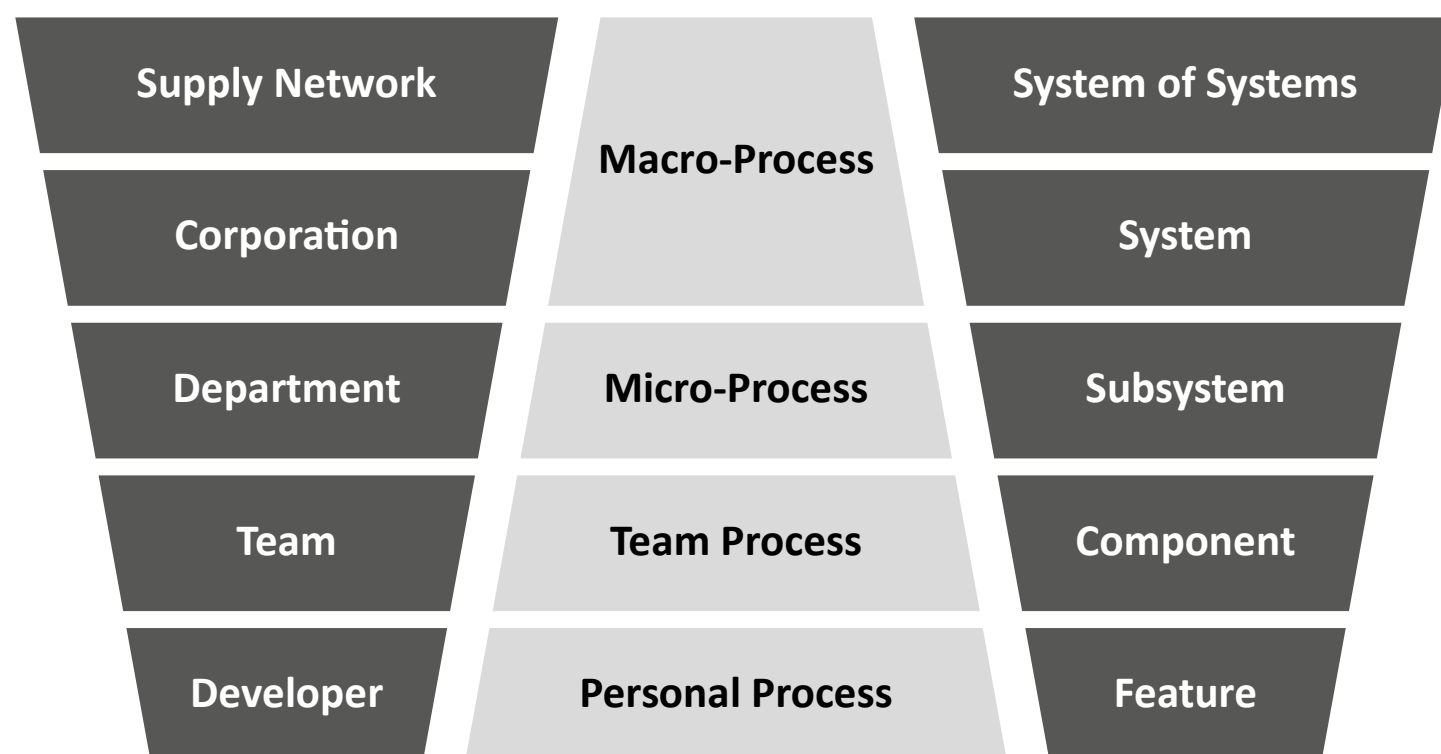 Supply Network
Macro-Process
System of Systems
Corporation
System
Department
Micro-Process
Subsystem
Team
Team Process
Component
Developer
Personal Process
Feature